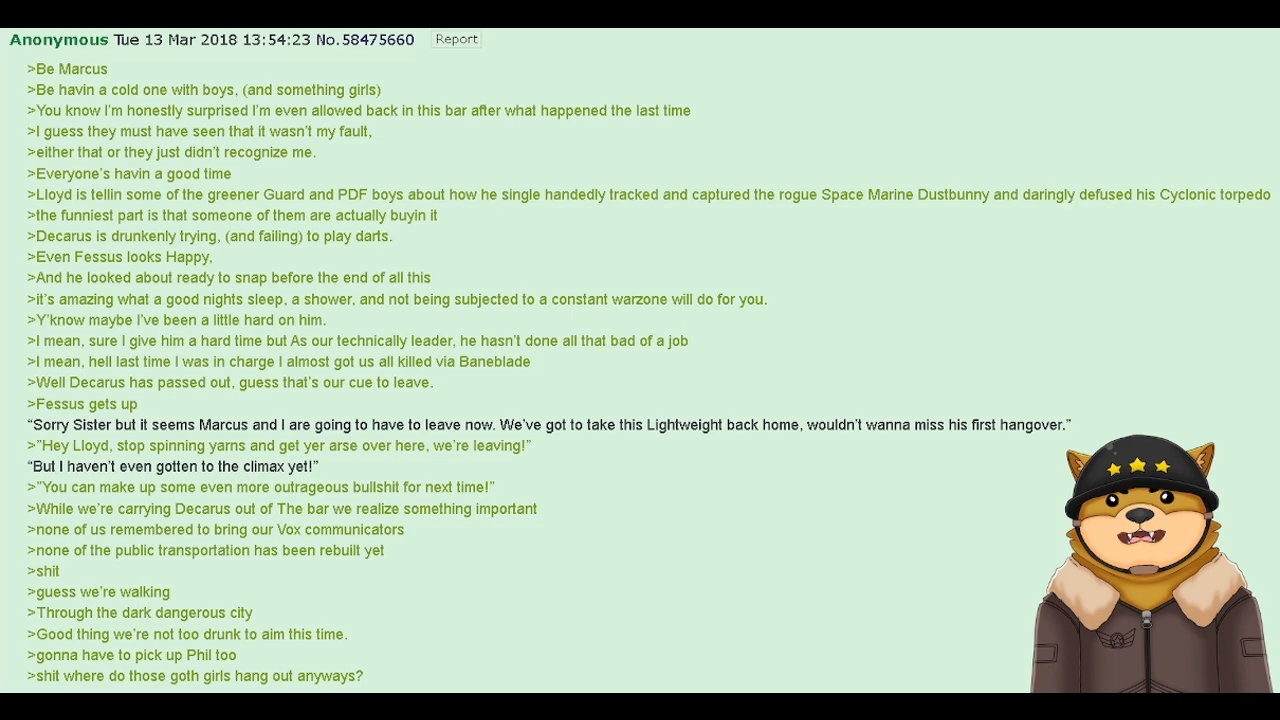 Anonymous Tue 13 Mar 2018 13:54:23 No.58475660 Report
>Be Marcus
>Be havin a cold one with boys, (and something girls)
>You know I'm honestly surprised I'm even allowed back in this bar after what happened the last time
>I guess they must have seen that it wasn't my fault,
>either that or they just didn't recognize me.
>Everyone's havin a good time
>Lloyd is tellin some of the greener Guard and PDF boys about how he single handedly tracked and captured the rogue Space Marine Dustbunny and daringly defused his Cyclonic torpedo
>the funniest part is that someone of them are actually buyin it
>Decarus is drunkenly trying, (and failing) to play darts.
>Even Fessus looks Happy,
>And he looked about ready to snap before the end of all this
>it's amazing what a good nights sleep, a shower, and not being subjected to a constant warzone will do for you.
>Y'know maybe I've been a little hard on him.
>I mean, sure I give him a hard time but As our technically leader, he hasn't done all that bad of a job
>I mean, hell last time I was in charge I almost got us all killed via Baneblade
>Well Decarus has passed out, guess that's our cue to leave.
>Fessus gets up
“Sorry Sister but it seems Marcus and I are going to have to leave now. We've got to take this Lightweight back home, wouldn't wanna miss his first hangover.”
>”Hey Lloyd, stop spinning yarns and get yer arse over here, we're leaving!”
“But I haven't even gotten to the climax yet!”
>”You can make up some even more outrageous bullshit for next time!”
>While we're carrying Decarus out of The bar we realize something important
>none of us remembered to bring our Vox communicators
>none of the public transportation has been rebuilt yet
>shit
>guess we're walking
>Through the dark dangerous city
>Good thing we're not too drunk to aim this time.
>gonna have to pick up Phil too
>shit where do those goth girls hang out anyways?